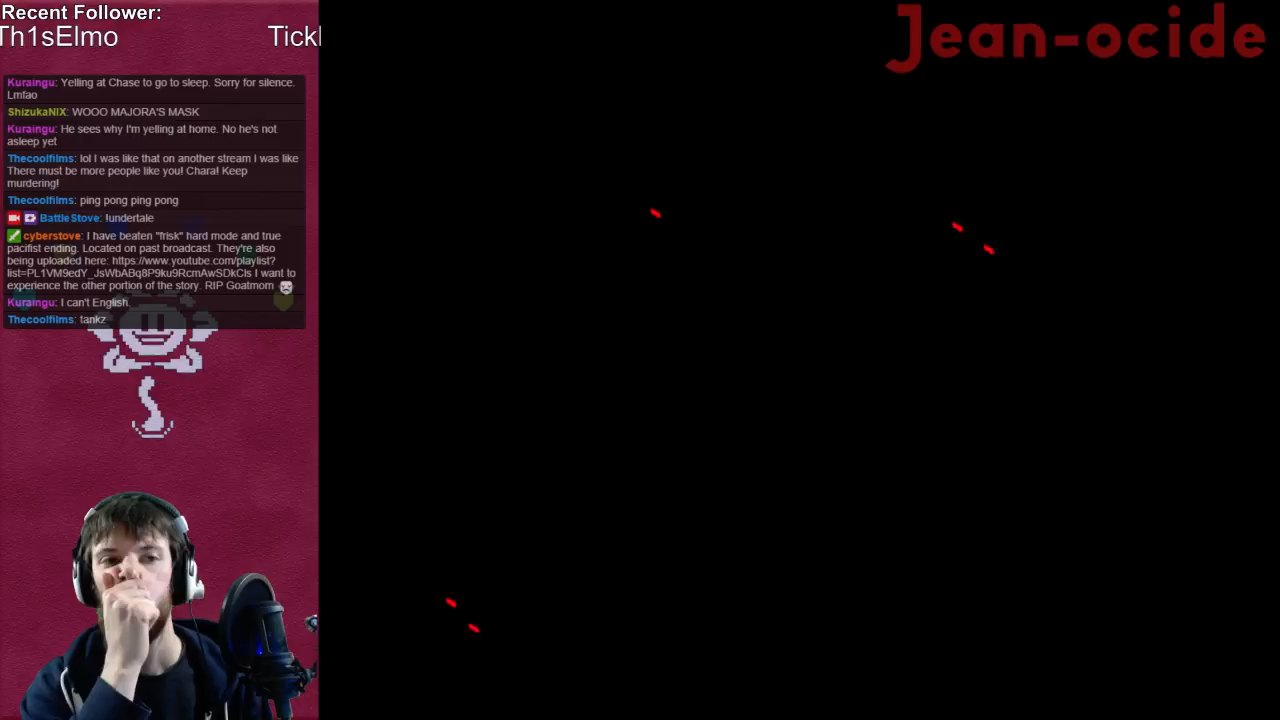 Recent Follower:
Th1sElmo Tickl
Jean-ocide
Kuraingu: Yelling at Chase to go to sleep. Sorry for silence.
Lmfao
ShizukaNIX: WOOO MAJORA'S MASK
Kuraingu: He sees why I'm yelling at home. No he's not
asleep yet
Thecoolfilms: lol I was like that on another stream I was like
There must be more people like you! Chara! Keep
murdering!
Thecoolfilms: ping pong ping pong
BattleStove: !undertale
cyberstove: I have beaten "frisk" hard mode and true
pacifist ending. Located on past broadcast. They're also
being uploaded here: https://www.youtube.com/playlist?
list=PL1VM9edY_JsWbABq8P9ku9RcmAwSDkCls I want to
experience the other portion of the story. RIP Goatmom
Kuraingu: I can't English.
Thecoolfilms: tankz